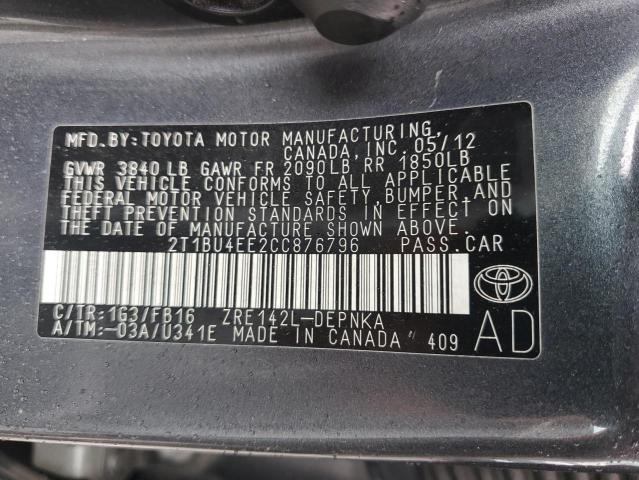 MFD. BY: TOYOTA MOTOR MANUFACTURING
CANADA, INC. 05/12
GVWR 3840 LB GAWR FR 2090LB RR 1850LB
THIS VEHICLE CONFORMS TO ALL APPLICABLE
FEDERAL MOTOR VEHICLE SAFETY, BUMPER, AND
THEFT PREVENTION STANDARDS IN EFFECT ON
THE DATE OF MANUFACTURE SHOWN ABOVE.
2T1BU4EE2CC876796 PASS.CAR
C/TR:1G3/FB16 ZRE142L-DEPNKA
A/TM:-03A/U341E MADE IN CANADA 409
AD